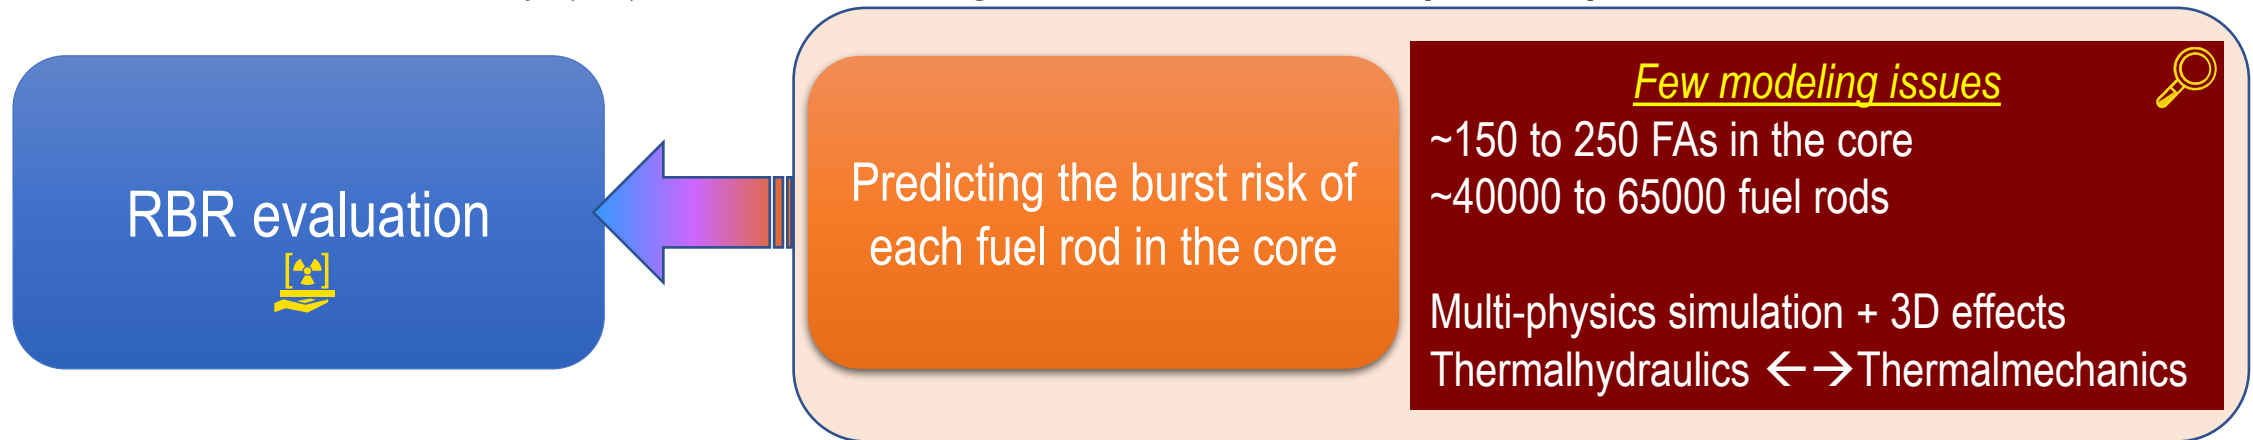 RBR evaluation
Predicting the burst risk of
each fuel rod in the core
Few modeling issues
~150 to 250 FAs in the core
~40000 to 65000 fuel rods
Multi-physics simulation + 3D effects
Thermalhydraulics ←→Thermalmechanics